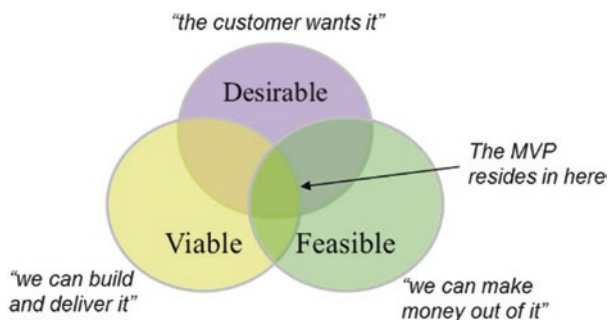 “the customer wants it”
Desirable
The MVP
resides in here
Viable
Feasible
“we can build
and deliver it”
“we can make
money out of it”